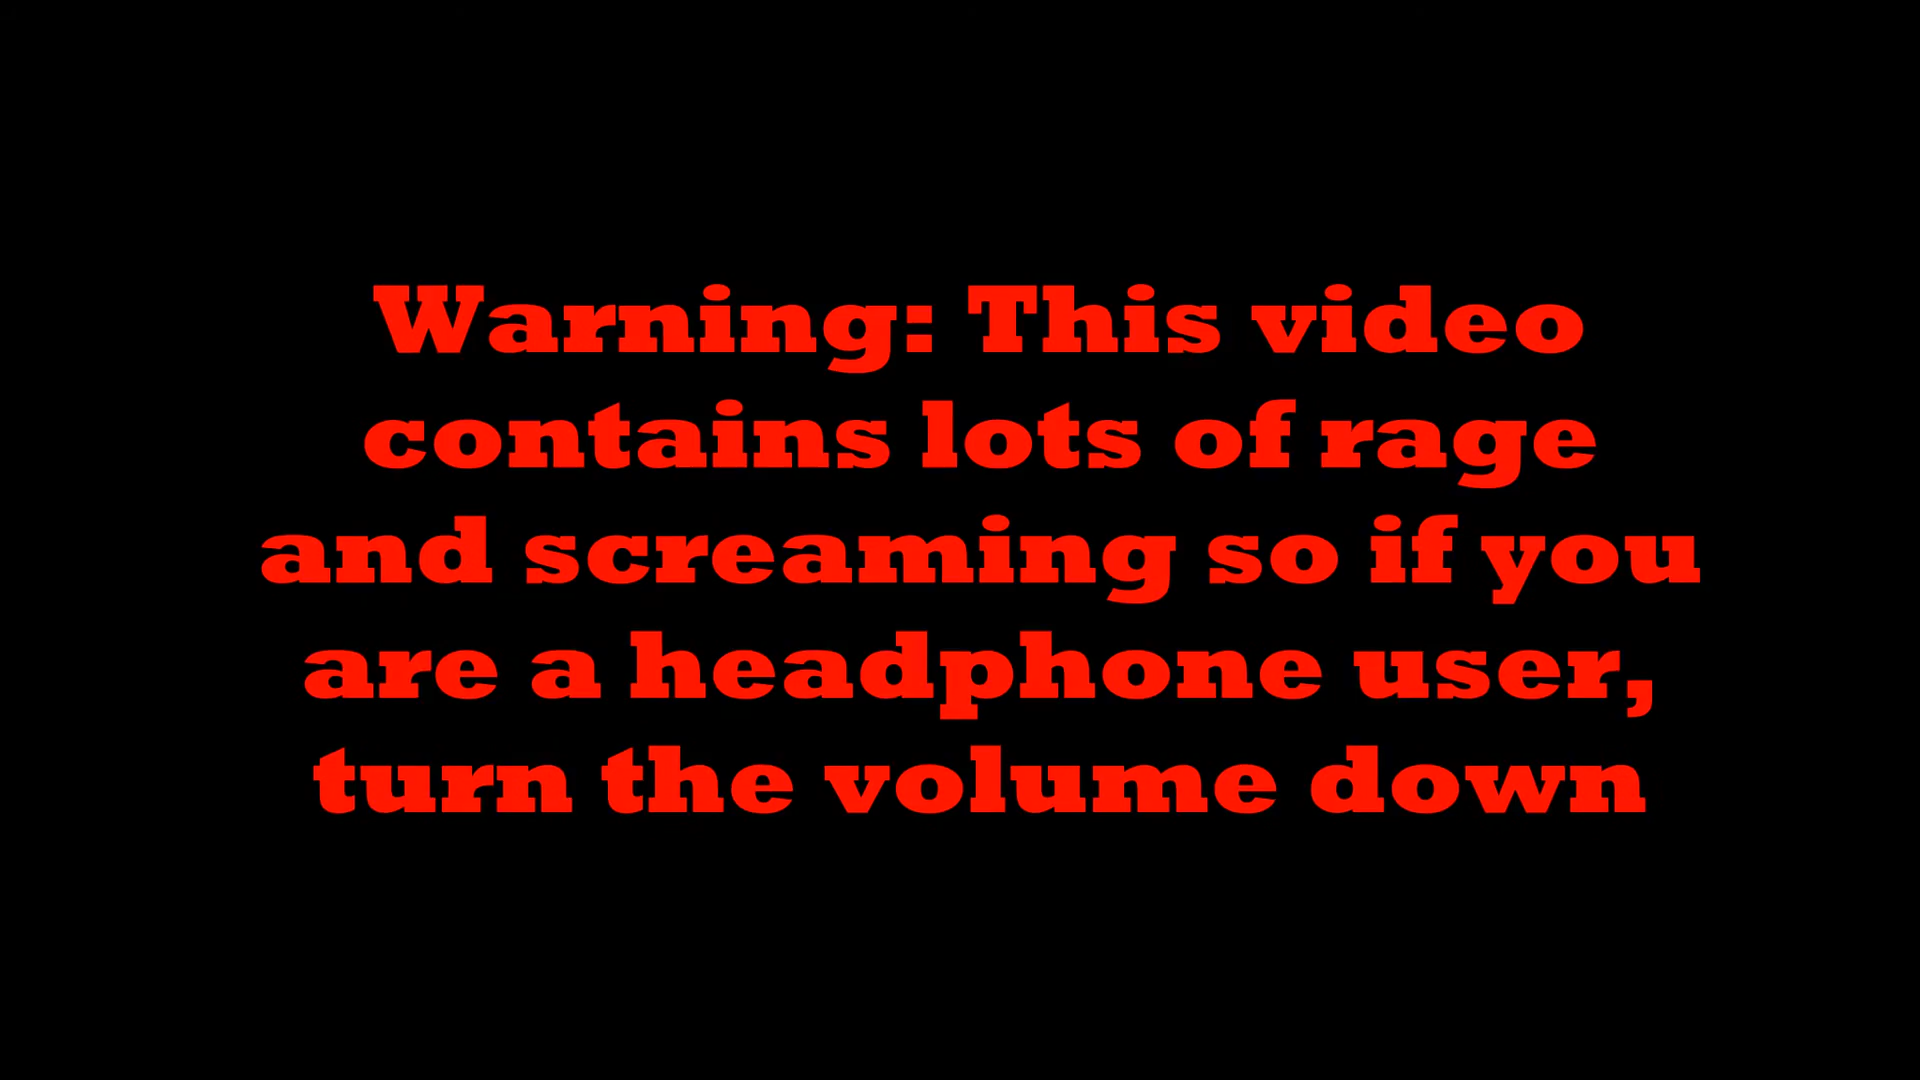 Warning: This video
contains lots of rage
and screaming so if you
are a headphone user,
turn the volume down